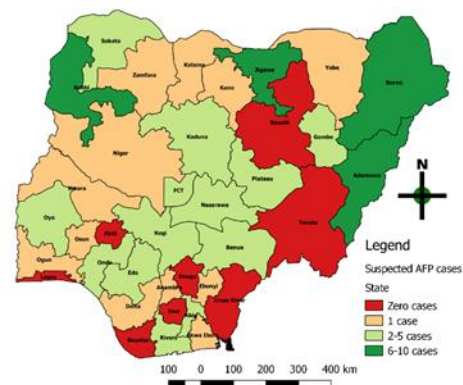 Sokoto
Katsina
Jigawa
Yobe
Borno
Kebbi
Zamfara
Kano
Bauchi
Gombe
Kaduna
Adamawa
Niger
Plateau
FCT
Kwara
Nasarawa
Taraba
Oyo
Ekiti
Kogi
Osun
Benue
Ogun
Ondo
Edo
Enugu
Lagos
Anambra
Ebonyi
Cross River
Delta
Imo
Abia
Bayelsa
Rivers
Akwa Ibom
N
Legend
Suspected AFP cases
State
Zero cases
1 case
2-5 cases
6-10 cases
100 0 100 200 300 400 km